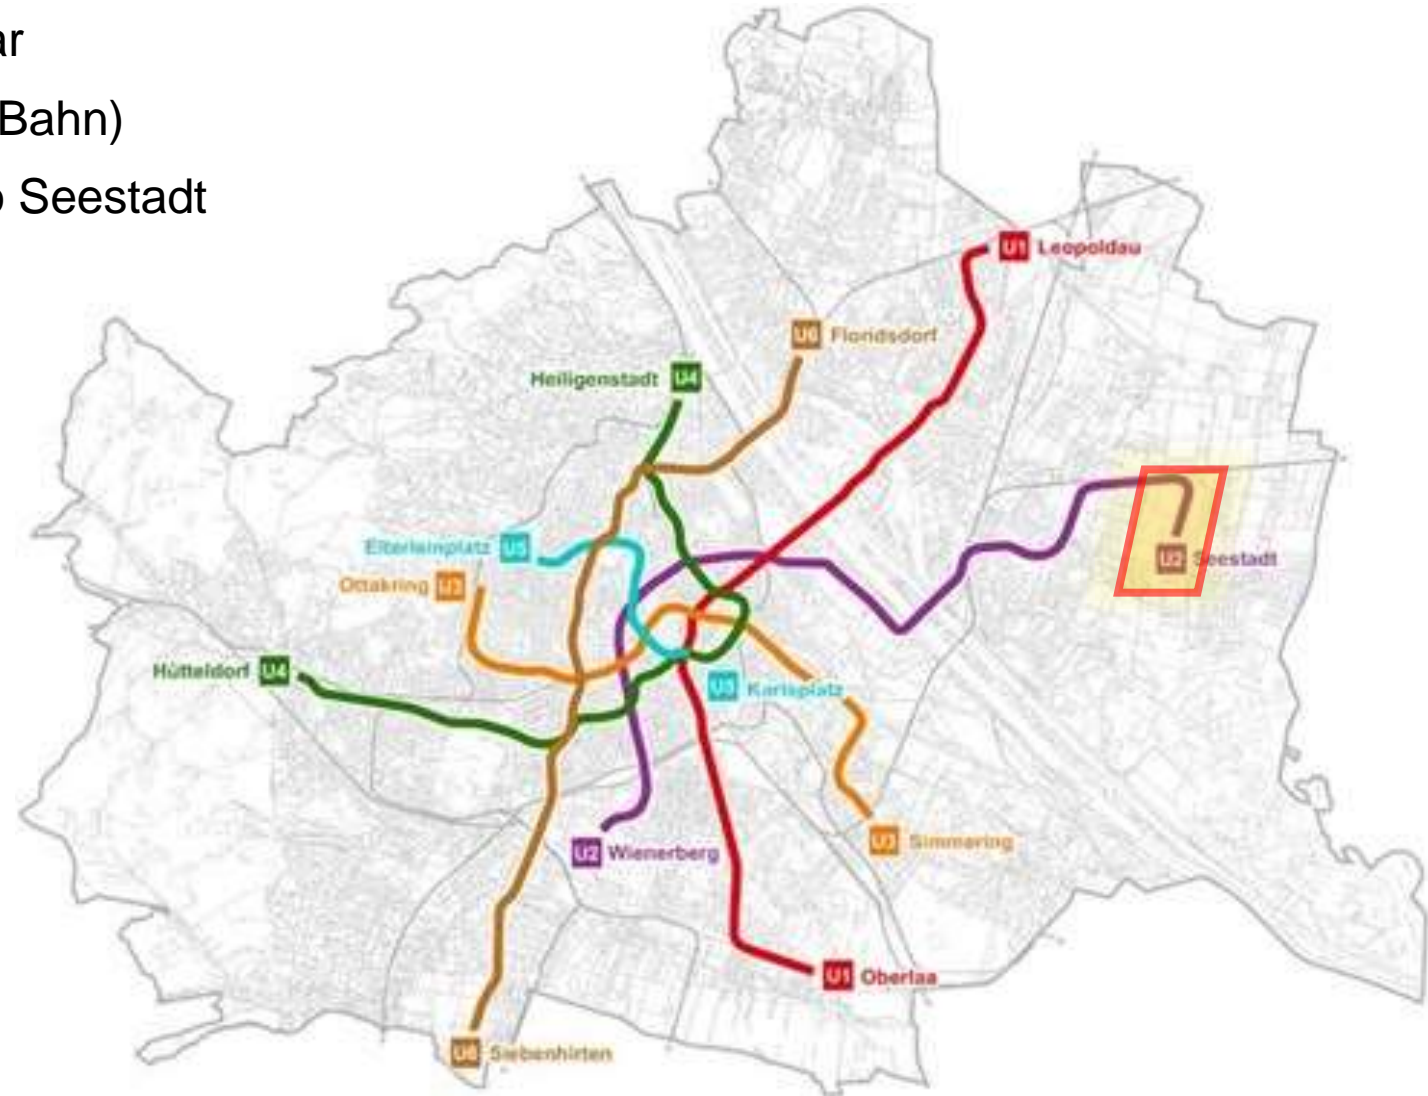 ar
Bahn)
o Seestadt
U1 Leopoldau
U6 Floridsdorf
Heiligenstadt U4
Elterleinplatz U5
Ottakring U3
U2 Seestadt
Hütteldorf U4
U5 Karlsplatz
U3 Simmering
U2 Wienerberg
U1 Oberlaa
U6 Siebenhirten